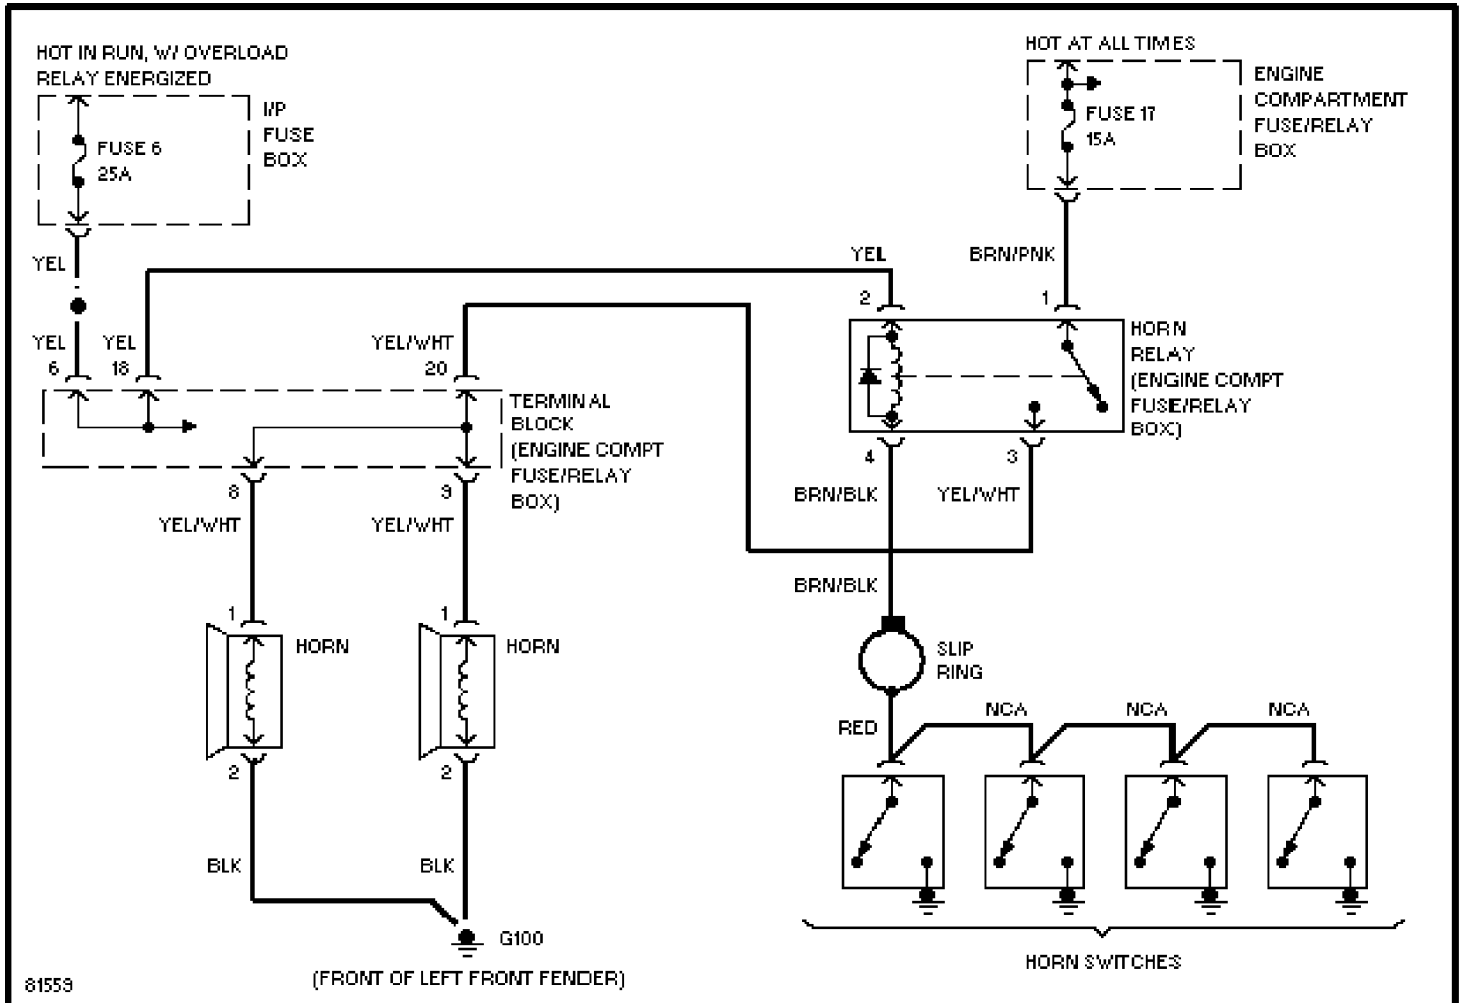 HOT IN RUN, W/ OVERLOAD
RELAY ENERGIZED
I/P
FUSE
BOX
FUSE 6
25A
HOT AT ALL TIMES
ENGINE
COMPARTMENT
FUSE/RELAY
BOX
FUSE 17
15A
YEL
YEL
BRN/PNK
2
1
YEL
YEL
YEL/WHT
6
18
20
HORN
RELAY
(ENGINE COMPT
FUSE/RELAY
BOX)
TERMINAL
BLOCK
(ENGINE COMPT
FUSE/RELAY
BOX)
4
3
8
9
BRN/BLK
YEL/WHT
YEL/WHT
YEL/WHT
BRN/BLK
1
1
HORN
HORN
SLIP
RING
RED
NCA
NCA
NCA
2
2
BLK
BLK
G100
(FRONT OF LEFT FRONT FENDER)
HORN SWITCHES
81559